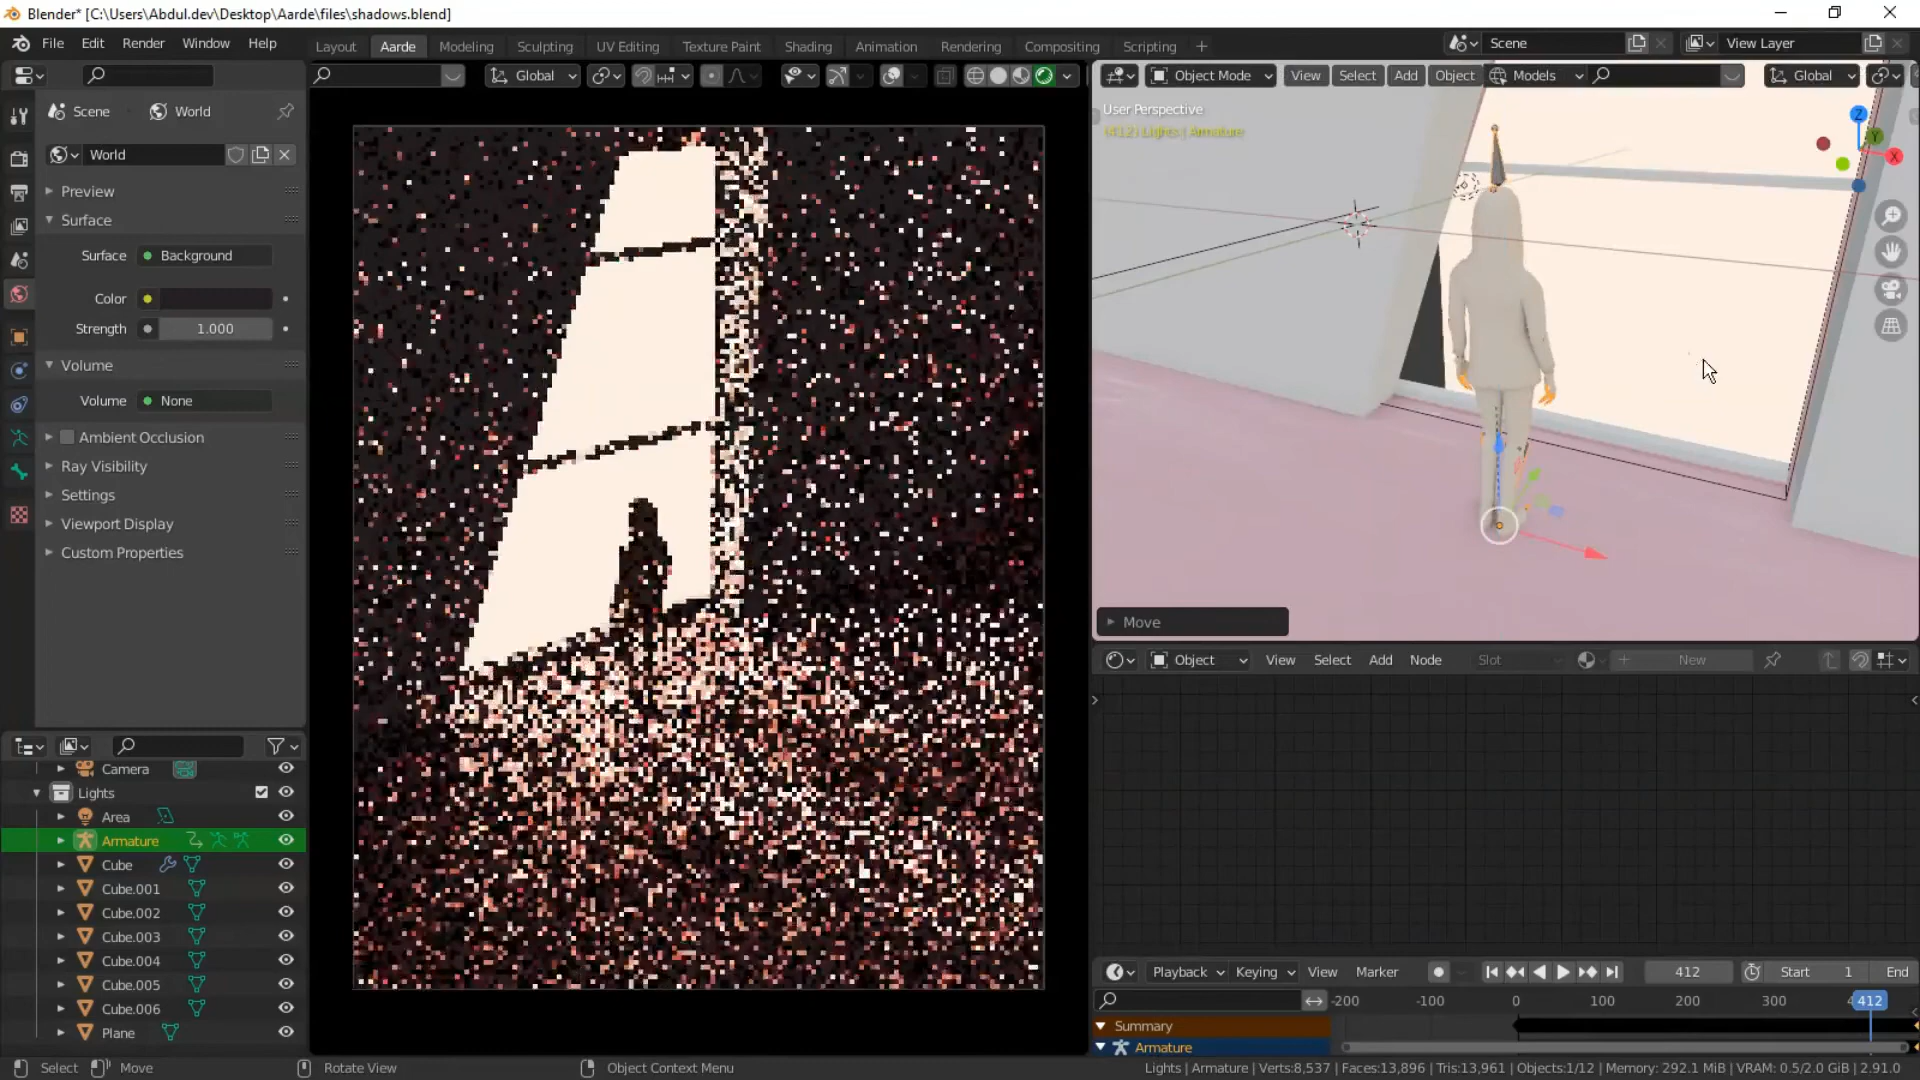 Blender* [C:\Users\Abdul.dev\Desktop\Aarde\files\shadows.blend]
File Edit Render Window Help
Layout Aarde Modeling Sculpting UV Editing Texture Paint Shading Animation Rendering Compositing Scripting +
Scene
View Layer
Global
Object Mode View Select Add Object Models Global
Scene World
World
Preview
Surface
Surface Background
Color
Strength 1.000
Volume
Volume None
Ambient Occlusion
Ray Visibility
Settings
Viewport Display
Custom Properties
User Perspective
(412) Lights | Armature
Z
Y
X
Move
Object View Select Add Node Slot New
Camera
Lights
Area
Armature
Cube
Cube.001
Cube.002
Cube.003
Cube.004
Cube.005
Cube.006
Plane
Playback Keying View Marker 412 Start 1 End
-200 -100 0 100 200 300 412
Summary
Armature
Select Move Rotate View Object Context Menu
Lights | Armature | Verts:8,537 | Faces:13,896 | Tris:13,961 | Objects:1/12 | Memory: 292.1 MiB | VRAM: 0.5/2.0 GiB | 2.91.0